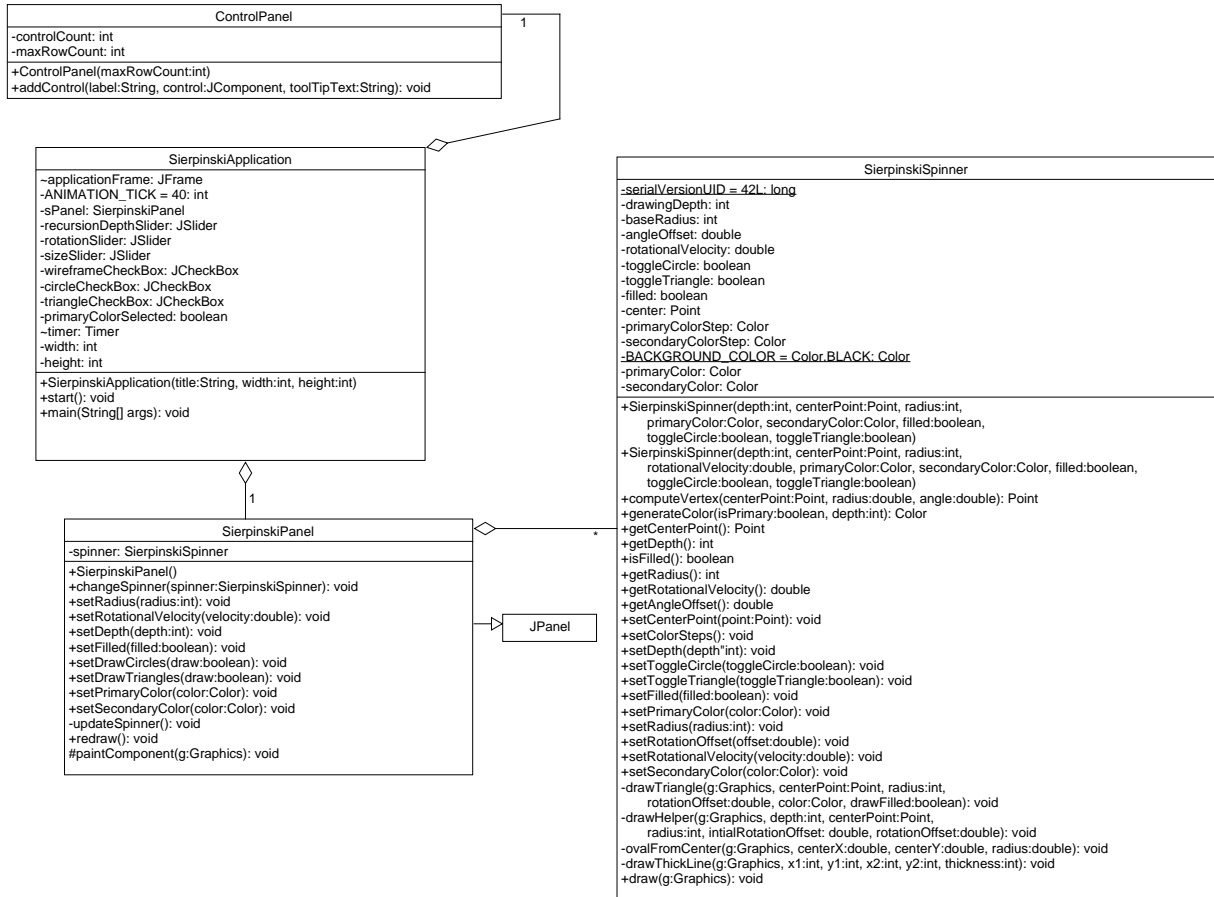 ControlPanel
-controlCount: int
-maxRowCount: int
+ControlPanel(maxRowCount:int)
+addControl(label:String, control:JComponent, toolTipText:String): void
1
SierpinskiApplication
~applicationFrame: JFrame
-ANIMATION_TICK = 40: int
-sPanel: SierpinskiPanel
-recursionDepthSlider: JSlider
-rotationSlider: JSlider
-sizeSlider: JSlider
-wireframeCheckBox: JCheckBox
-circleCheckBox: JCheckBox
-triangleCheckBox: JCheckBox
-primaryColorSelected: boolean
~timer: Timer
-width: int
-height: int
+SierpinskiApplication(title:String, width:int, height:int)
+start(): void
+main(String[] args): void
1
SierpinskiPanel
-spinner: SierpinskiSpinner
+SierpinskiPanel()
+changeSpinner(spinner:SierpinskiSpinner): void
+setRadius(radius:int): void
+setRotationalVelocity(velocity:double): void
+setDepth(depth:int): void
+setFilled(filled:boolean): void
+setDrawCircles(draw:boolean): void
+setDrawTriangles(draw:boolean): void
+setPrimaryColor(color:Color): void
+setSecondaryColor(color:Color): void
-updateSpinner(): void
+redraw(): void
#paintComponent(g:Graphics): void
*
JPanel
SierpinskiSpinner
-serialVersionUID = 42L: long
-drawingDepth: int
-baseRadius: int
-angleOffset: double
-rotationalVelocity: double
-toggleCircle: boolean
-toggleTriangle: boolean
-filled: boolean
-center: Point
-primaryColorStep: Color
-secondaryColorStep: Color
-BACKGROUND_COLOR = Color.BLACK: Color
-primaryColor: Color
-secondaryColor: Color
+SierpinskiSpinner(depth:int, centerPoint:Point, radius:int,
primaryColor:Color, secondaryColor:Color, filled:boolean,
toggleCircle:boolean, toggleTriangle:boolean)
+SierpinskiSpinner(depth:int, centerPoint:Point, radius:int,
rotationalVelocity:double, primaryColor:Color, secondaryColor:Color, filled:boolean,
toggleCircle:boolean, toggleTriangle:boolean)
+computeVertex(centerPoint:Point, radius:double, angle:double): Point
+generateColor(isPrimary:boolean, depth:int): Color
+getCenterPoint(): Point
+getDepth(): int
+isFilled(): boolean
+getRadius(): int
+getRotationalVelocity(): double
+getAngleOffset(): double
+setCenterPoint(point:Point): void
+setColorSteps(): void
+setDepth(depth"int): void
+setToggleCircle(toggleCircle:boolean): void
+setToggleTriangle(toggleTriangle:boolean): void
+setFilled(filled:boolean): void
+setPrimaryColor(color:Color): void
+setRadius(radius:int): void
+setRotationOffset(offset:double): void
+setRotationalVelocity(velocity:double): void
+setSecondaryColor(color:Color): void
-drawTriangle(g:Graphics, centerPoint:Point, radius:int,
rotationOffset:double, color:Color, drawFilled:boolean): void
-drawHelper(g:Graphics, depth:int, centerPoint:Point,
radius:int, intialRotationOffset: double, rotationOffset:double): void
-ovalFromCenter(g:Graphics, centerX:double, centerY:double, radius:double): void
-drawThickLine(g:Graphics, x1:int, y1:int, x2:int, y2:int, thickness:int): void
+draw(g:Graphics): void